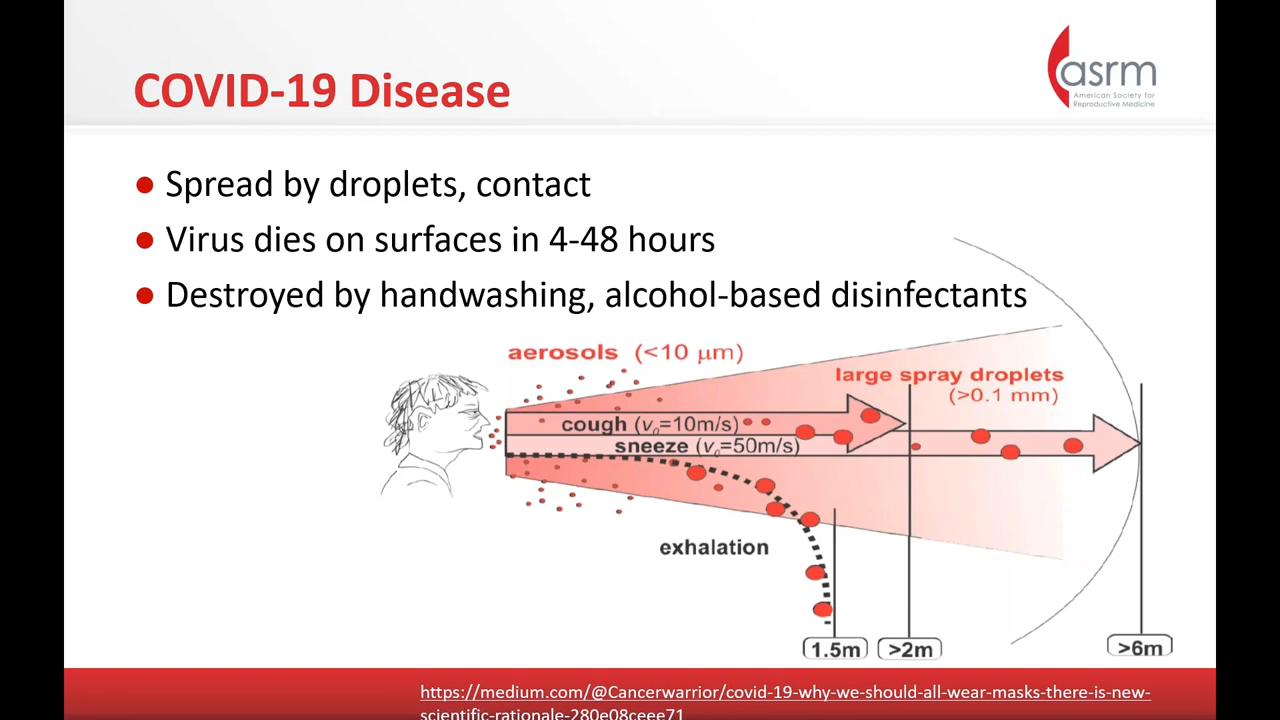 COVID-19 Disease
asrm
American Society for
Reproductive Medicine
● Spread by droplets, contact
● Virus dies on surfaces in 4-48 hours
● Destroyed by handwashing, alcohol-based disinfectants
aerosols (<10 µm)
large spray droplets
(>0.1 mm)
cough (v₀=10m/s)
sneeze (v₀=50m/s)
exhalation
1.5m
>2m
>6m
https://medium.com/@Cancerwarrior/covid-19-why-we-should-all-wear-masks-there-is-new-
scientific-rationale-280e08ceee71